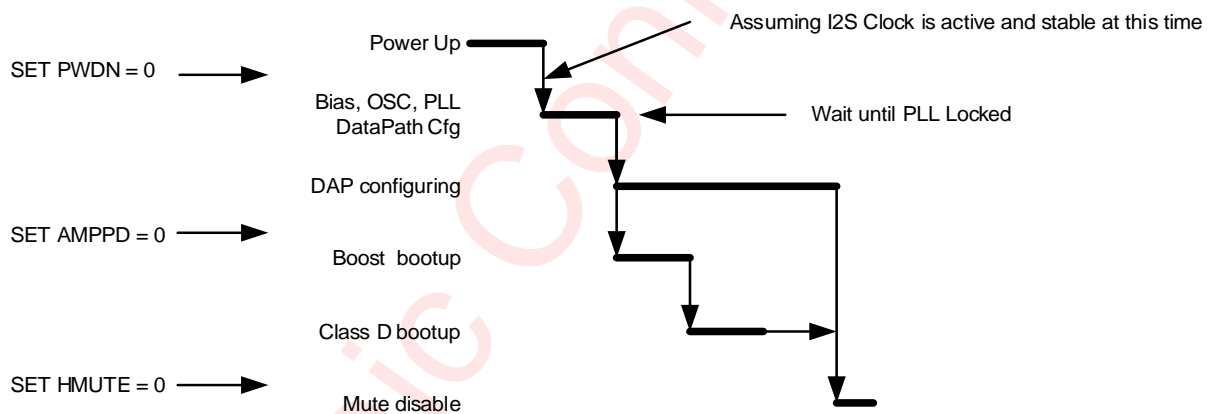 Assuming I2S Clock is active and stable at this time
Power Up
SET PWDN = 0
Bias, OSC, PLL
DataPath Cfg
Wait until PLL Locked
DAP configuring
SET AMPPD = 0
Boost bootup
Class D bootup
SET HMUTE = 0
Mute disable